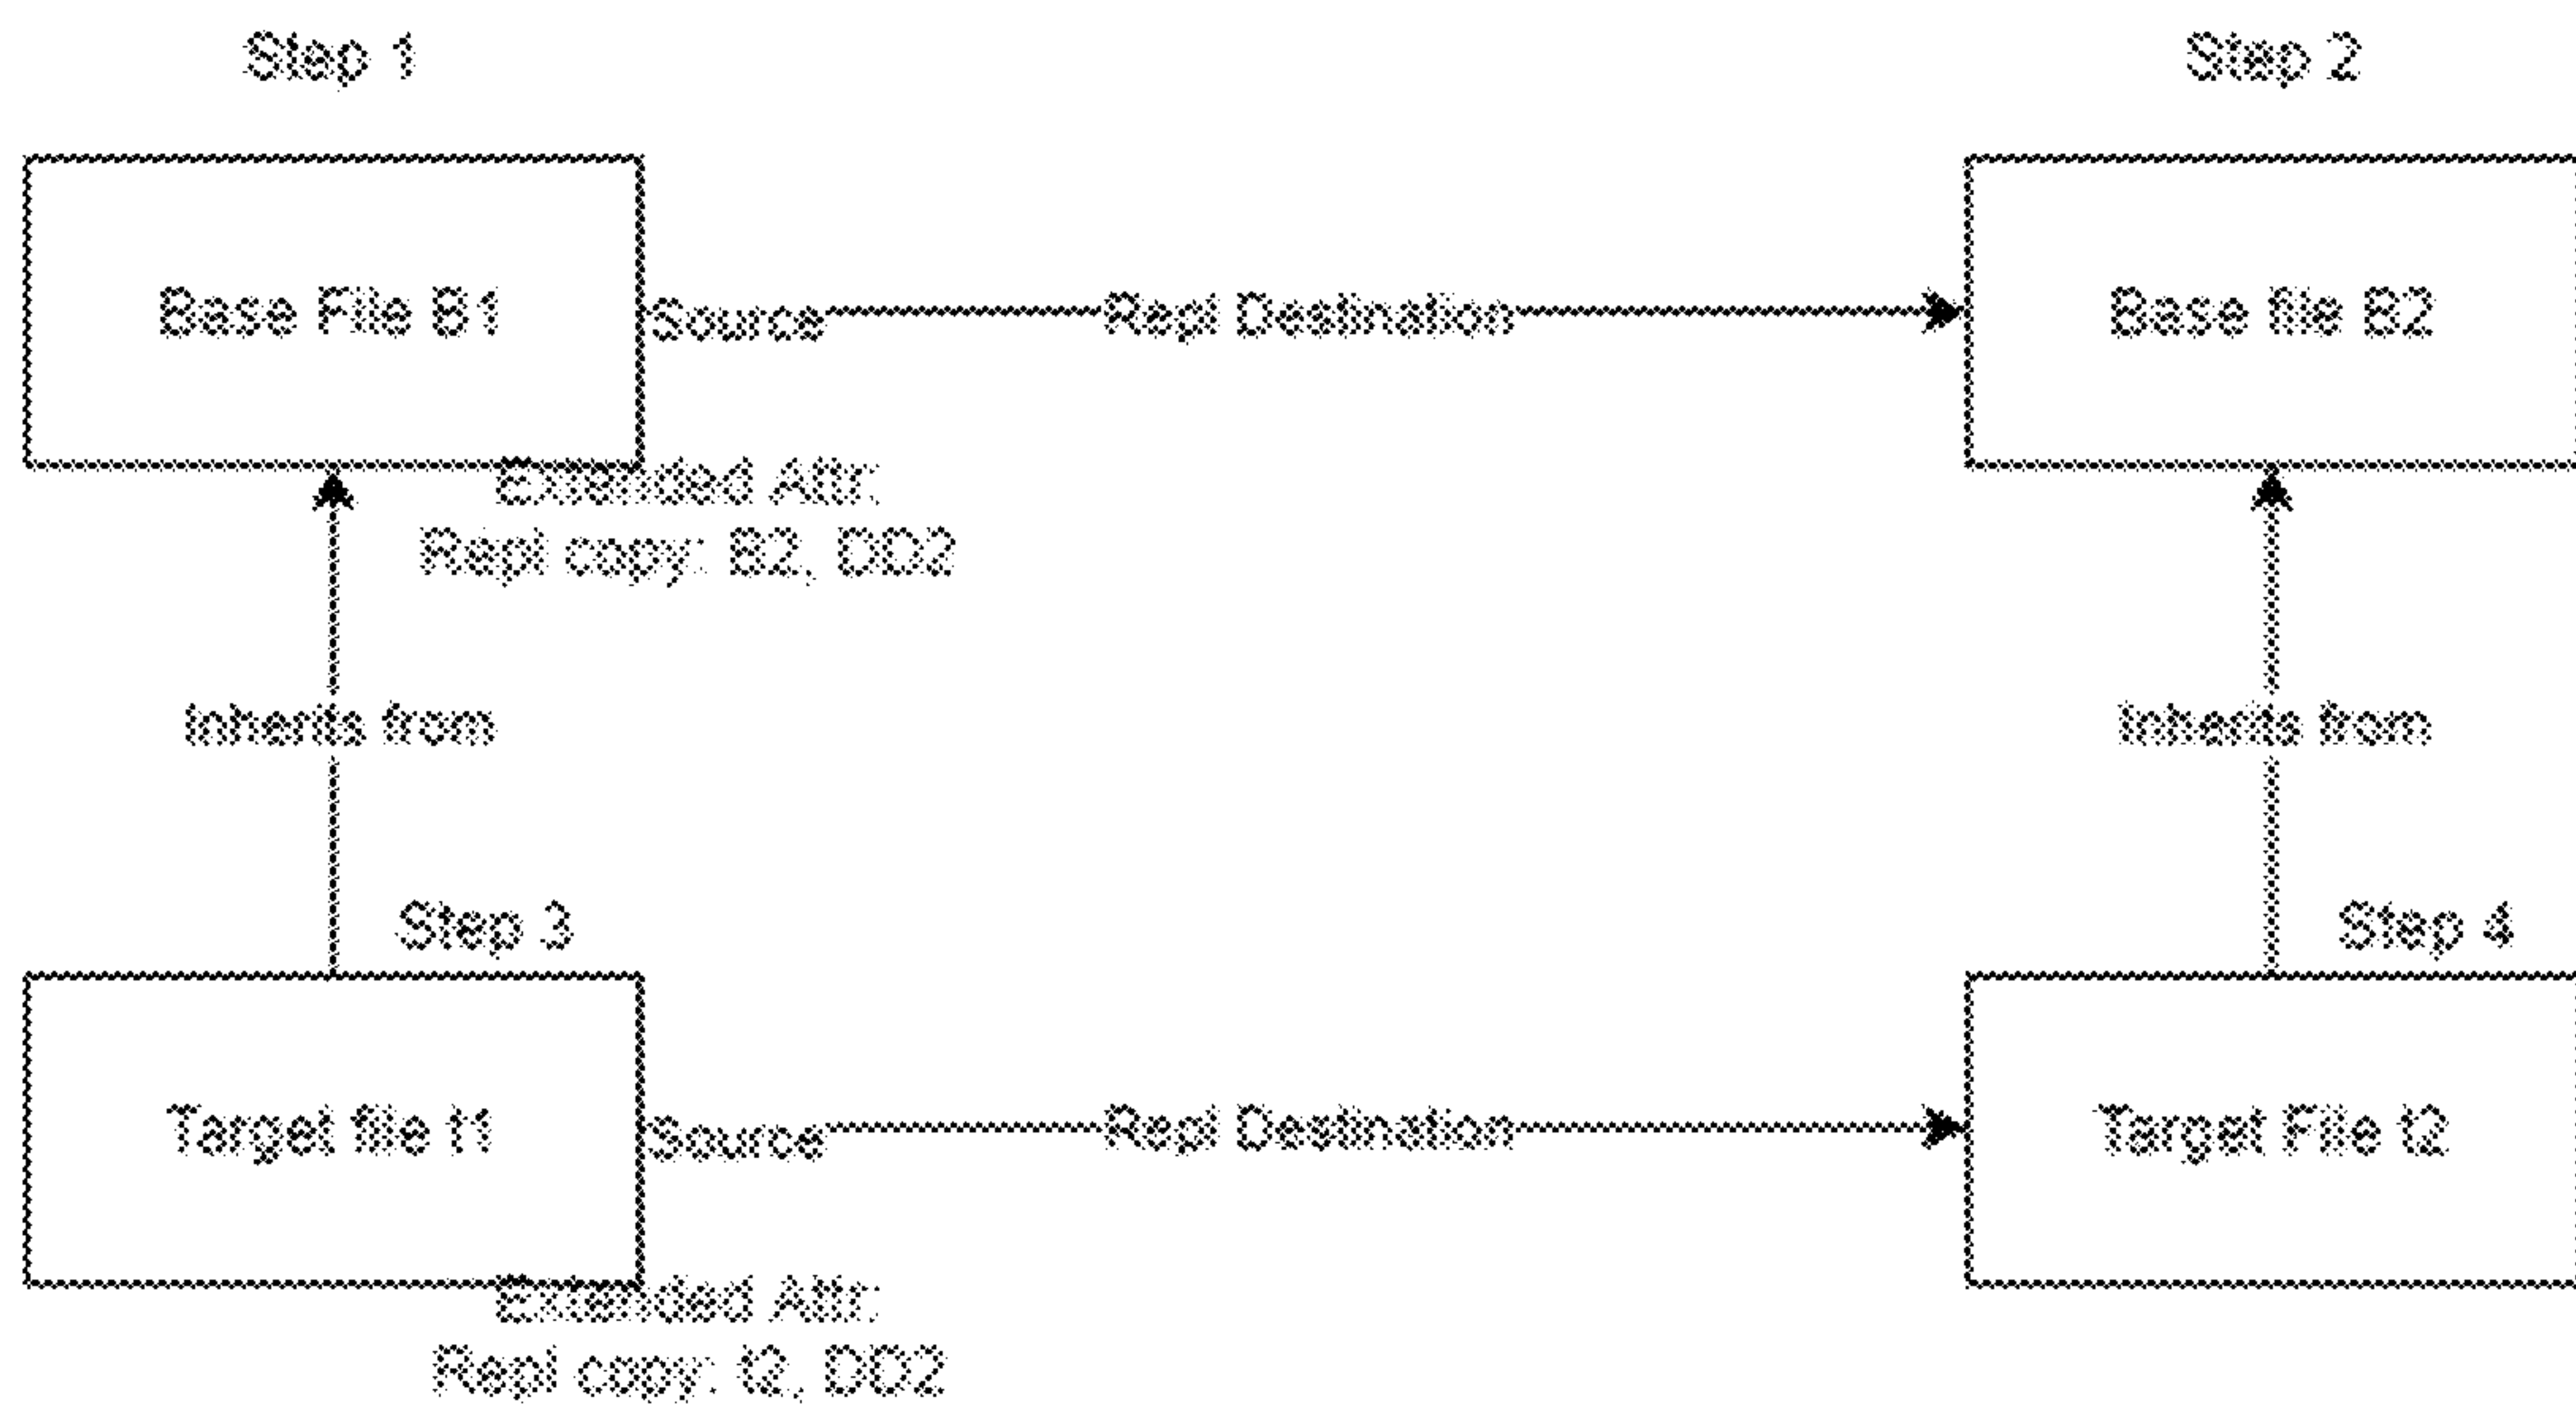 Step 1
Step 2
Base File B1
Source
Repl Destination
Base file B2
Extended Attr:
Repl copy: B2, DD2
Inherits from
Inherits from
Step 3
Step 4
Target file t1
Source
Repl Destination
Target File t2
Extended Attr:
Repl copy: t2, DD2